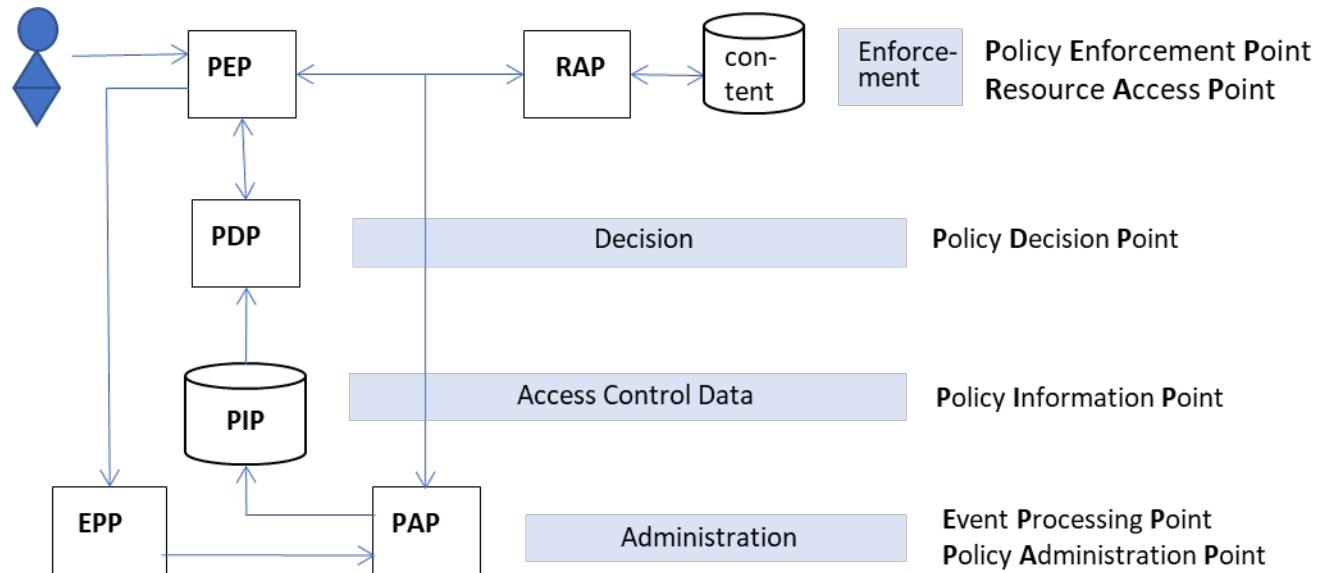 PEP
RAP
con-
tent
Enforce-
ment
Policy Enforcement Point
Resource Access Point
PDP
Decision
Policy Decision Point
PIP
Access Control Data
Policy Information Point
EPP
PAP
Administration
Event Processing Point
Policy Administration Point